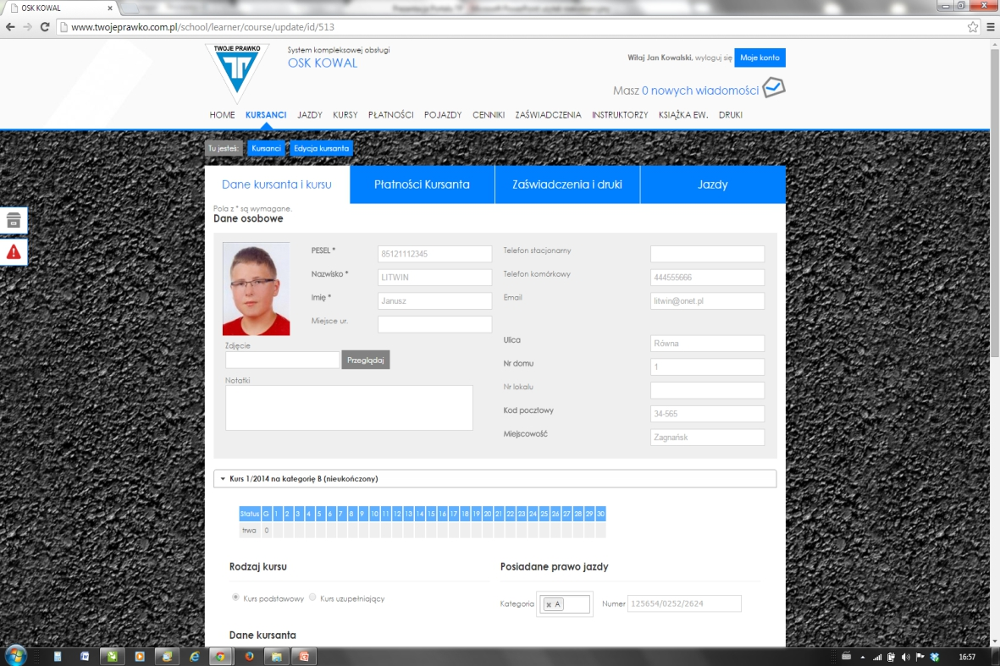 OSK KOWAL
www.twojeprawko.com.pl/school/learner/course/update/id/513
TWOJE PRAWKO
System kompleksowej obsługi
OSK KOWAL
Witaj Jan Kowalski, wyloguj się Moje konto
Masz 0 nowych wiadomości
HOME KURSANCI JAZDY KURSY PŁATNOŚCI POJAZDY CENNIKI ZAŚWIADCZENIA INSTRUKTORZY KSIĄŻKA EW. DRUKI
Tu jesteś: Kursanci Edycja kursanta
Dane kursanta i kursu Płatności Kursanta Zaświadczenia i druki Jazdy
Pola z * są wymagane.
Dane osobowe
PESEL * 85121112345 Telefon stacjonarny
Nazwisko * LITWIN Telefon komórkowy 444555666
Imię * Janusz Email litwin@onet.pl
Miejsce ur.
Ulica Równa
Zdjęcie
Przeglądaj
Nr domu 1
Notatki
Nr lokalu
Kod pocztowy 34-565
Miejscowość Zagnańsk
Kurs 1/2014 na kategorię B (nieukończony)
Status G 1 2 3 4 5 6 7 8 9 10 11 12 13 14 15 16 17 18 19 20 21 22 23 24 25 26 27 28 29 30
trwa 0
Rodzaj kursu Posiadane prawo jazdy
Kurs podstawowy Kurs uzupełniający Kategoria x A Numer 125654/0252/2624
Dane kursanta
16:57